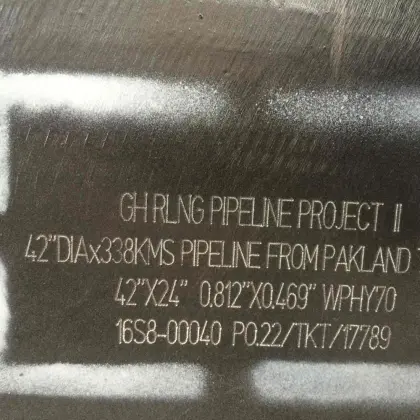 GH RLNG PIPELINE PROJECT II
42"DIAx338KMS PIPELINE FROM PAKLAND
42"X24" 0.812"X0.469" WPHY70
16S8-00040 PO.22/TKT/17789